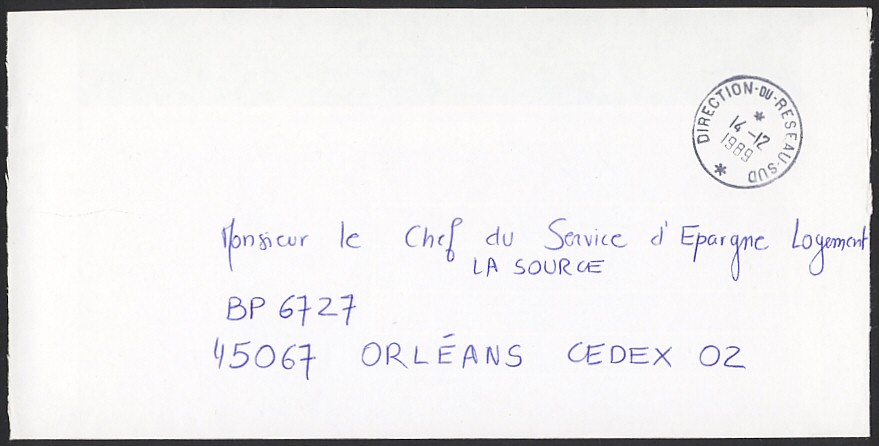 DIRECTION-DU-RESEAU-SUD
14-12
1989
Monsieur le Chef du Service d'Epargne Logement
LA SOURCE
BP 6727
45067 ORLÉANS CEDEX 02